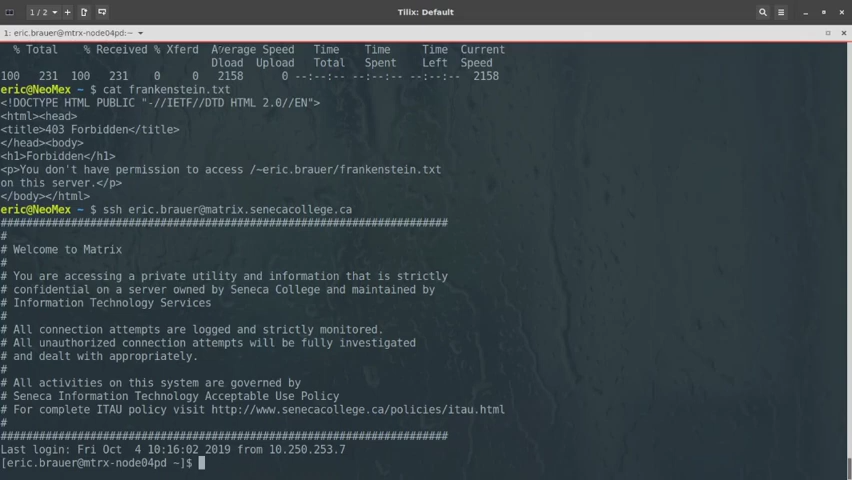 1 / 2
Tilix: Default
1: eric.brauer@mtrx-node04pd:~
% Total % Received % Xferd Average Speed Time Time Time Current
Dload Upload Total Spent Left Speed
100 231 100 231 0 0 2158 0 --:--:-- --:--:-- --:--:-- 2158
eric@NeoMex ~ $ cat frankenstein.txt
<!DOCTYPE HTML PUBLIC "-//IETF//DTD HTML 2.0//EN">
<html><head>
<title>403 Forbidden</title>
</head><body>
<h1>Forbidden</h1>
<p>You don't have permission to access /~eric.brauer/frankenstein.txt
on this server.</p>
</body></html>
eric@NeoMex ~ $ ssh eric.brauer@matrix.senecacollege.ca
######################################################################
#
# Welcome to Matrix
#
# You are accessing a private utility and information that is strictly
# confidential on a server owned by Seneca College and maintained by
# Information Technology Services
#
# All connection attempts are logged and strictly monitored.
# All unauthorized connection attempts will be fully investigated
# and dealt with appropriately.
#
# All activities on this system are governed by
# Seneca Information Technology Acceptable Use Policy
# For complete ITAU policy visit http://www.senecacollege.ca/policies/itau.html
#
######################################################################
Last login: Fri Oct  4 10:16:02 2019 from 10.250.253.7
[eric.brauer@mtrx-node04pd ~]$